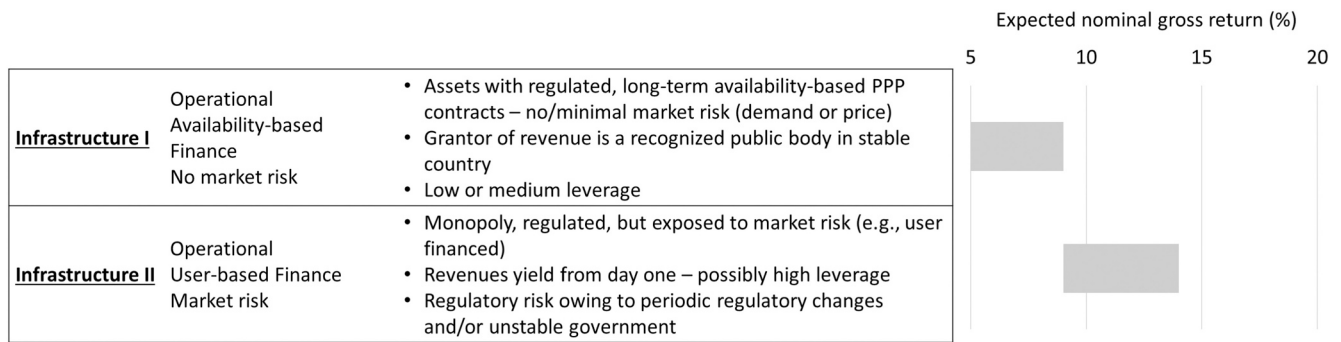 Expected nominal gross return (%)
5 10 15 20
Infrastructure I
Operational
Availability-based
Finance
No market risk
• Assets with regulated, long-term availability-based PPP
contracts – no/minimal market risk (demand or price)
• Grantor of revenue is a recognized public body in stable
country
• Low or medium leverage
Infrastructure II
Operational
User-based Finance
Market risk
• Monopoly, regulated, but exposed to market risk (e.g., user
financed)
• Revenues yield from day one – possibly high leverage
• Regulatory risk owing to periodic regulatory changes
and/or unstable government